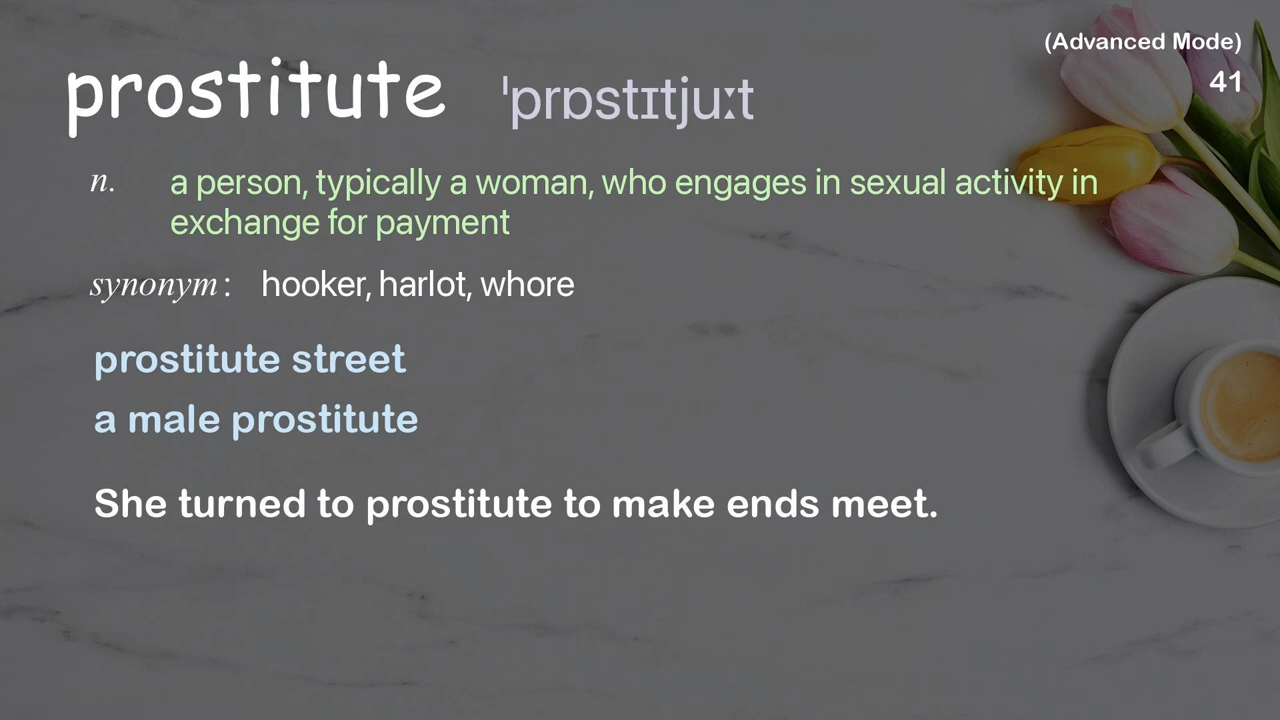 (Advanced Mode)
prostitute ˈprɒstɪtjuːt
41
n. a person, typically a woman, who engages in sexual activity in
exchange for payment
synonym: hooker, harlot, whore
prostitute street
a male prostitute
She turned to prostitute to make ends meet.